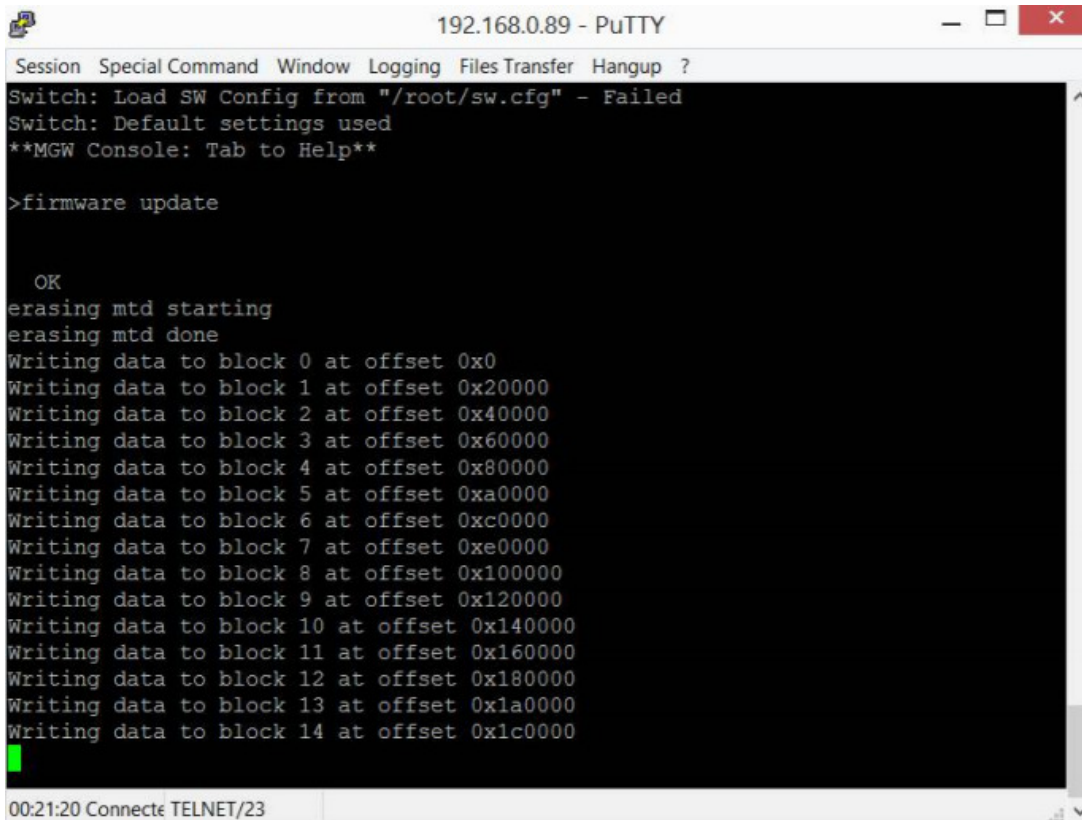 192.168.0.89 - PuTTY
Session Special Command Window Logging Files Transfer Hangup ?
Switch: Load SW Config from "/root/sw.cfg" - Failed
Switch: Default settings used
**MGW Console: Tab to Help**
>firmware update
OK
erasing mtd starting
erasing mtd done
Writing data to block 0 at offset 0x0
Writing data to block 1 at offset 0x20000
Writing data to block 2 at offset 0x40000
Writing data to block 3 at offset 0x60000
Writing data to block 4 at offset 0x80000
Writing data to block 5 at offset 0xa0000
Writing data to block 6 at offset 0xc0000
Writing data to block 7 at offset 0xe0000
Writing data to block 8 at offset 0x100000
Writing data to block 9 at offset 0x120000
Writing data to block 10 at offset 0x140000
Writing data to block 11 at offset 0x160000
Writing data to block 12 at offset 0x180000
Writing data to block 13 at offset 0x1a0000
Writing data to block 14 at offset 0x1c0000
00:21:20 Connecte TELNET/23